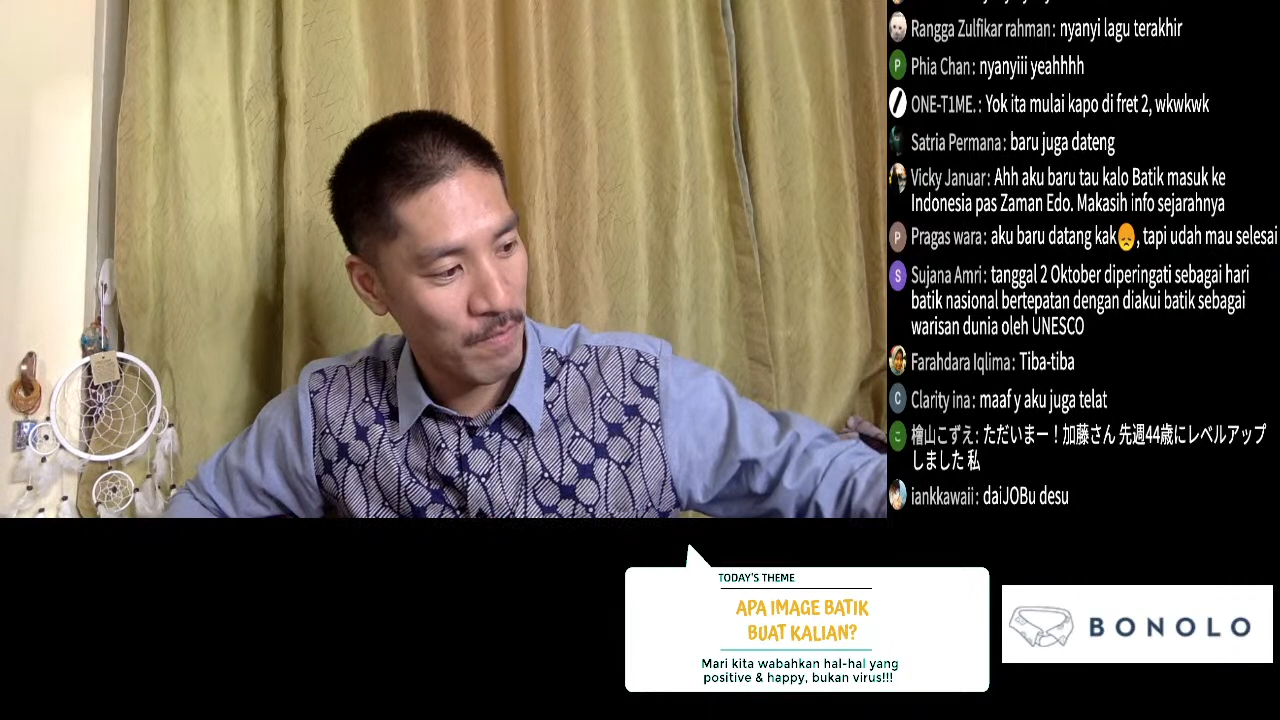 Rangga Zulfikar rahman: nyanyi lagu terakhir
P Phia Chan: nyanyiii yeahhhh
ONE-T1ME.: Yok ita mulai kapo di fret 2, wkwkwk
Satria Permana: baru juga dateng
Vicky Januar: Ahh aku baru tau kalo Batik masuk ke
Indonesia pas Zaman Edo. Makasih info sejarahnya
P Pragas wara: aku baru datang kak😞, tapi udah mau selesai
S Sujana Amri: tanggal 2 Oktober diperingati sebagai hari
batik nasional bertepatan dengan diakui batik sebagai
warisan dunia oleh UNESCO
Farahdara Iqlima: Tiba-tiba
C Clarity ina: maaf y aku juga telat
こ 檜山こずえ: ただいまー！加藤さん 先週44歳にレベルアップ
しました 私
iankkawaii: daiJOBu desu
TODAY'S THEME
APA IMAGE BATIK
BUAT KALIAN?
Mari kita wabahkan hal-hal yang
positive & happy, bukan virus!!!
BONOLO